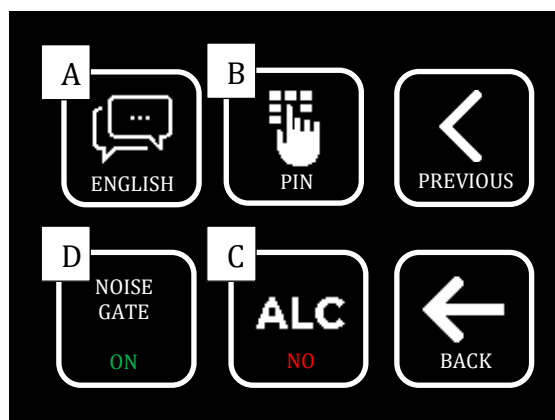 A
ENGLISH
B
PIN
PREVIOUS
D
NOISE
GATE
ON
C
ALC
NO
BACK